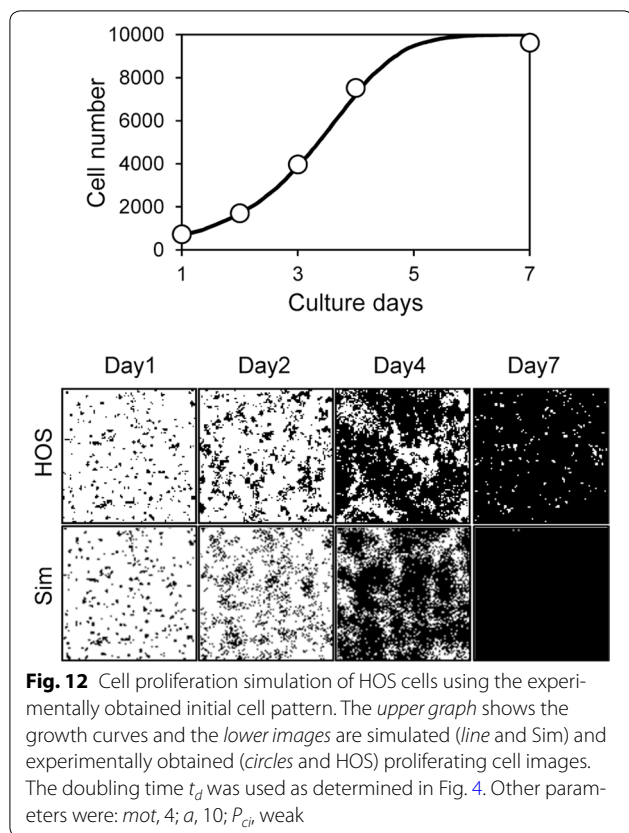 10000
8000
6000
4000
2000
0
Cell number
1 3 5 7
Culture days
Day1 Day2 Day4 Day7
HOS
Sim
Fig. 12 Cell proliferation simulation of HOS cells using the experi-
mentally obtained initial cell pattern. The upper graph shows the
growth curves and the lower images are simulated (line and Sim) and
experimentally obtained (circles and HOS) proliferating cell images.
The doubling time t_d was used as determined in Fig. 4. Other param-
eters were: mot, 4; a, 10; P_ci, weak